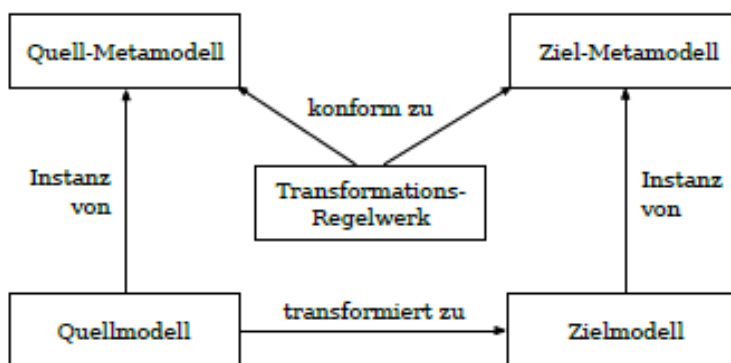 Quell-Metamodell
Ziel-Metamodell
konform zu
Instanz
von
Transformations-
Regelwerk
Instanz
von
Quellmodell
transformiert zu
Zielmodell